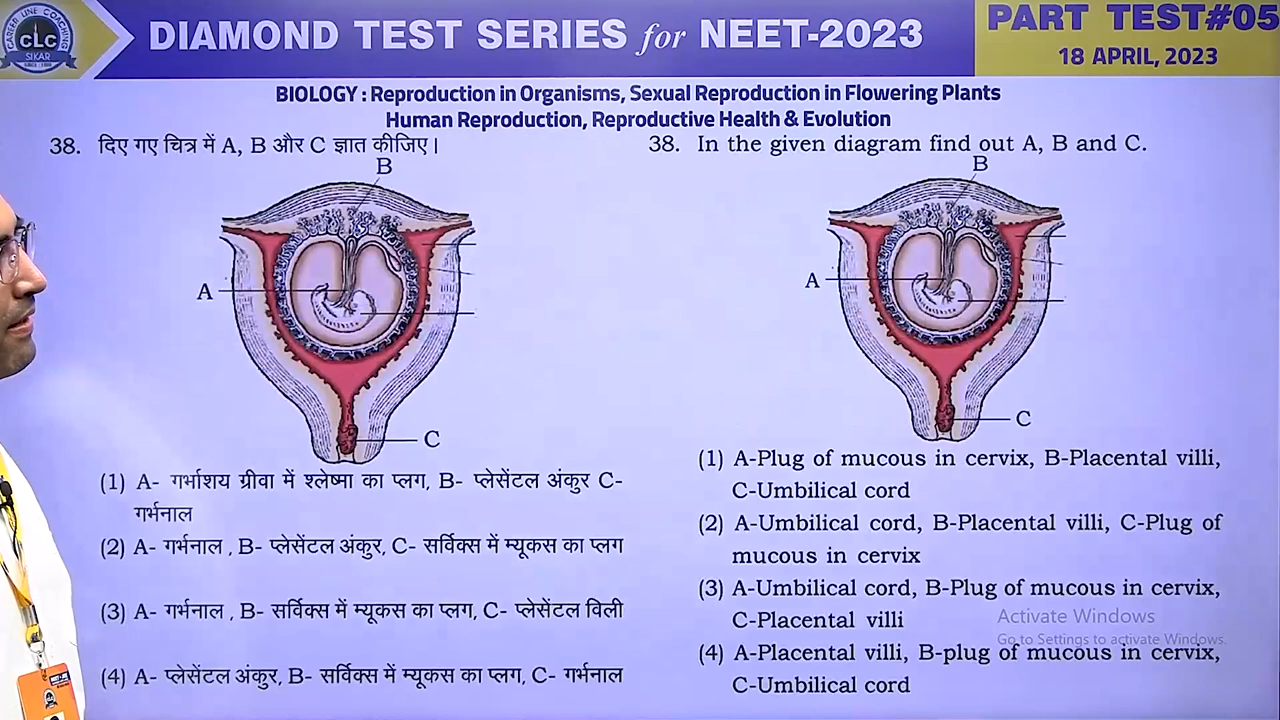 CAREER LINE COACHING
CLC
SIKAR
DIAMOND TEST SERIES for NEET-2023
PART TEST#05
18 APRIL, 2023
BIOLOGY : Reproduction in Organisms, Sexual Reproduction in Flowering Plants
Human Reproduction, Reproductive Health & Evolution
38. दिए गए चित्र में A, B और C ज्ञात कीजिए।
B
A
C
(1) A- गर्भाशय ग्रीवा में श्लेष्मा का प्लग, B- प्लेसेंटल अंकुर C-
गर्भनाल
(2) A- गर्भनाल , B- प्लेसेंटल अंकुर, C- सर्विक्स में म्यूकस का प्लग
(3) A- गर्भनाल , B- सर्विक्स में म्यूकस का प्लग, C- प्लेसेंटल विली
(4) A- प्लेसेंटल अंकुर, B- सर्विक्स में म्यूकस का प्लग, C- गर्भनाल
38. In the given diagram find out A, B and C.
B
A
C
(1) A-Plug of mucous in cervix, B-Placental villi,
C-Umbilical cord
(2) A-Umbilical cord, B-Placental villi, C-Plug of
mucous in cervix
(3) A-Umbilical cord, B-Plug of mucous in cervix,
C-Placental villi
(4) A-Placental villi, B-plug of mucous in cervix,
C-Umbilical cord
Activate Windows
Go to Settings to activate Windows.